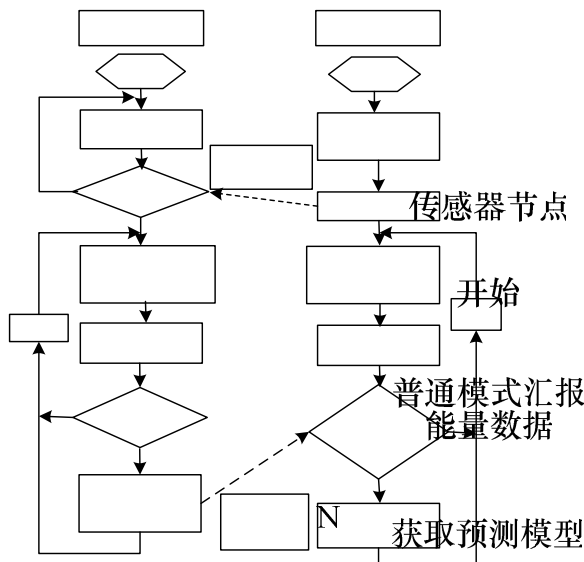 传感器节点
开始
普通模式汇报
能量数据
N
获取预测模型